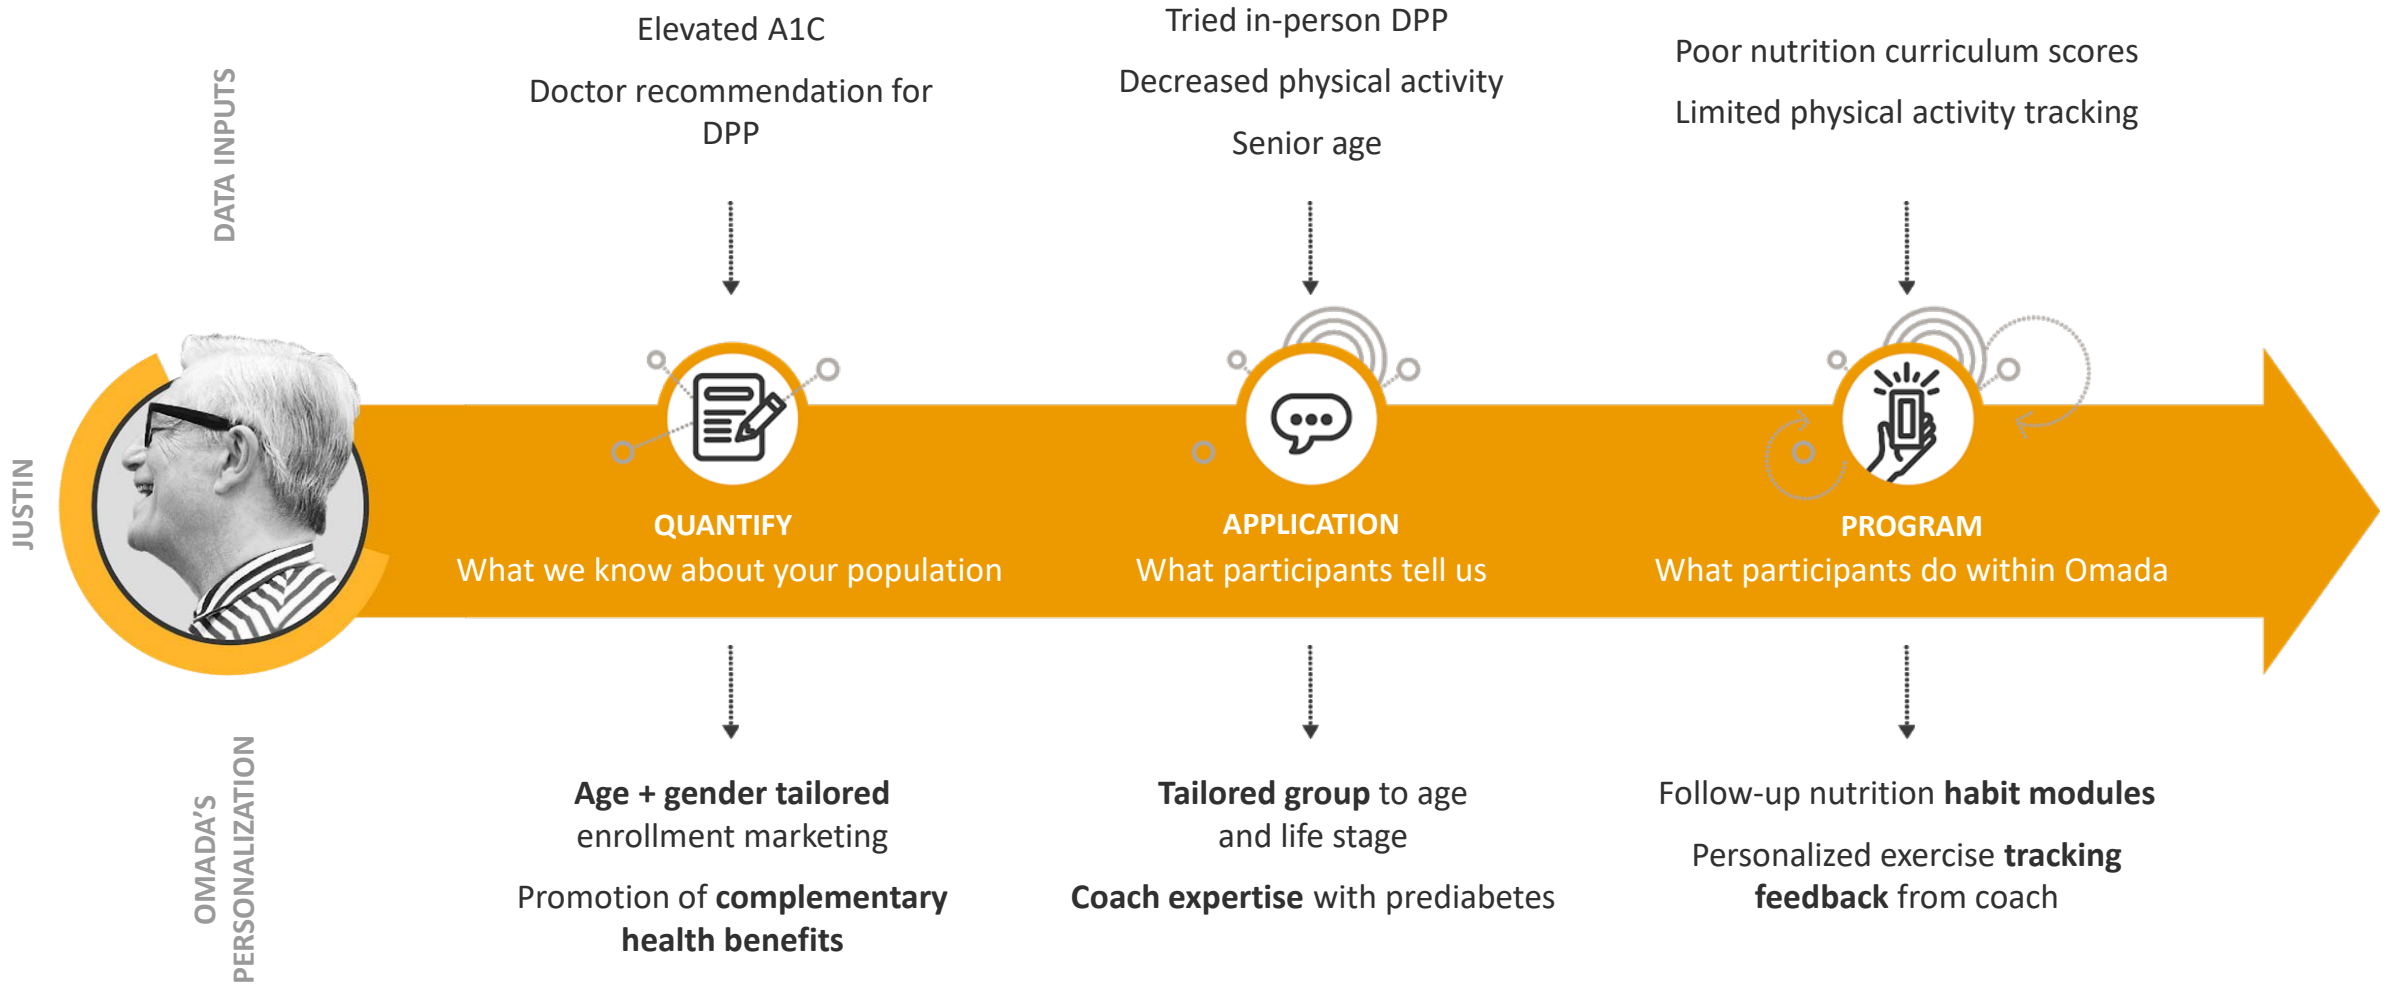 DATA INPUTS
Elevated A1C
Doctor recommendation for
DPP
Tried in-person DPP
Decreased physical activity
Senior age
Poor nutrition curriculum scores
Limited physical activity tracking
JUSTIN
QUANTIFY
What we know about your population
APPLICATION
What participants tell us
PROGRAM
What participants do within Omada
OMADA'S
PERSONALIZATION
Age + gender tailored
enrollment marketing
Promotion of complementary
health benefits
Tailored group to age
and life stage
Coach expertise with prediabetes
Follow-up nutrition habit modules
Personalized exercise tracking
feedback from coach